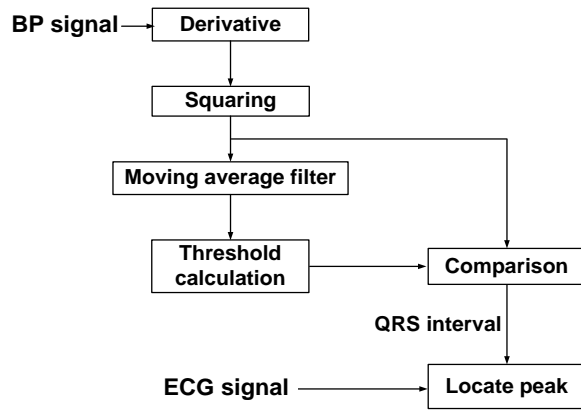 BP signal
Derivative
Squaring
Moving average filter
Threshold
calculation
Comparison
QRS interval
ECG signal
Locate peak